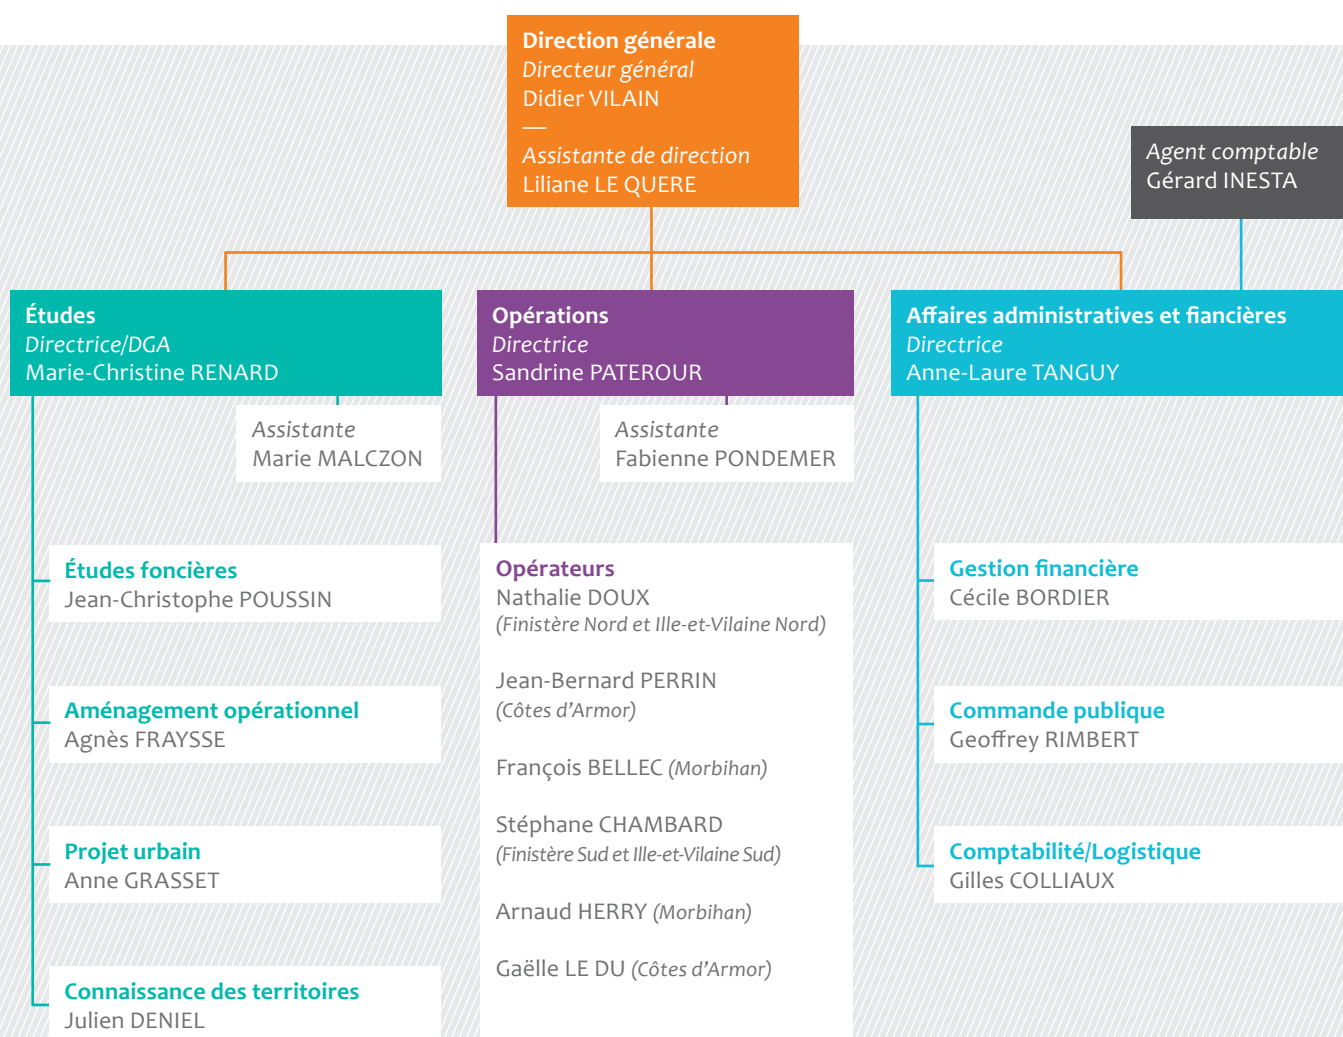 Direction générale
Directeur général
Didier VILAIN
—
Assistante de direction
Liliane LE QUERE
Agent comptable
Gérard INESTA
Études
Directrice/DGA
Marie-Christine RENARD
Assistante
Marie MALCZON
Études foncières
Jean-Christophe POUSSIN
Aménagement opérationnel
Agnès FRAYSSE
Projet urbain
Anne GRASSET
Connaissance des territoires
Julien DENIEL
Opérations
Directrice
Sandrine PATEROUR
Assistante
Fabienne PONDEMER
Opérateurs
Nathalie DOUX
(Finistère Nord et Ille-et-Vilaine Nord)
Jean-Bernard PERRIN
(Côtes d'Armor)
François BELLEC (Morbihan)
Stéphane CHAMBARD
(Finistère Sud et Ille-et-Vilaine Sud)
Arnaud HERRY (Morbihan)
Gaëlle LE DU (Côtes d'Armor)
Affaires administratives et fiancières
Directrice
Anne-Laure TANGUY
Gestion financière
Cécile BORDIER
Commande publique
Geoffrey RIMBERT
Comptabilité/Logistique
Gilles COLLIAUX